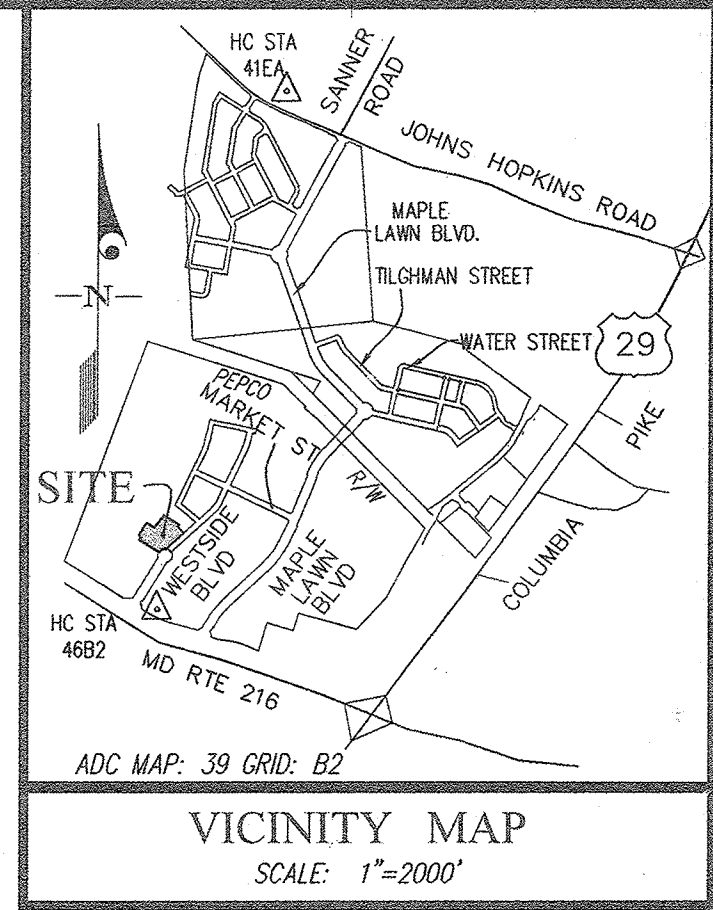 HC STA
41EA
SANNER
ROAD
JOHNS HOPKINS ROAD
MAPLE
LAWN BLVD.
TILGHMAN STREET
N
WATER STREET
29
PEPCO
MARKET ST
R/W
PIKE
SITE
WESTSIDE
BLVD
MAPLE
LAWN
BLVD
COLUMBIA
HC STA
46B2
MD RTE 216
ADC MAP: 39 GRID: B2
VICINITY MAP
SCALE: 1"=2000'